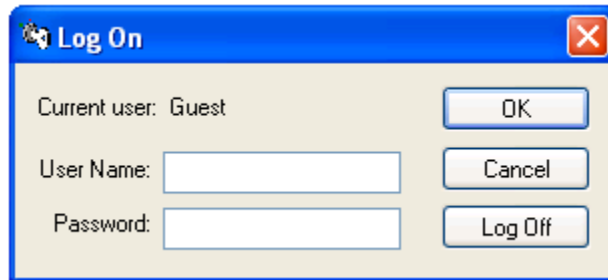 Log On
Current user: Guest
OK
User Name:
Cancel
Password:
Log Off